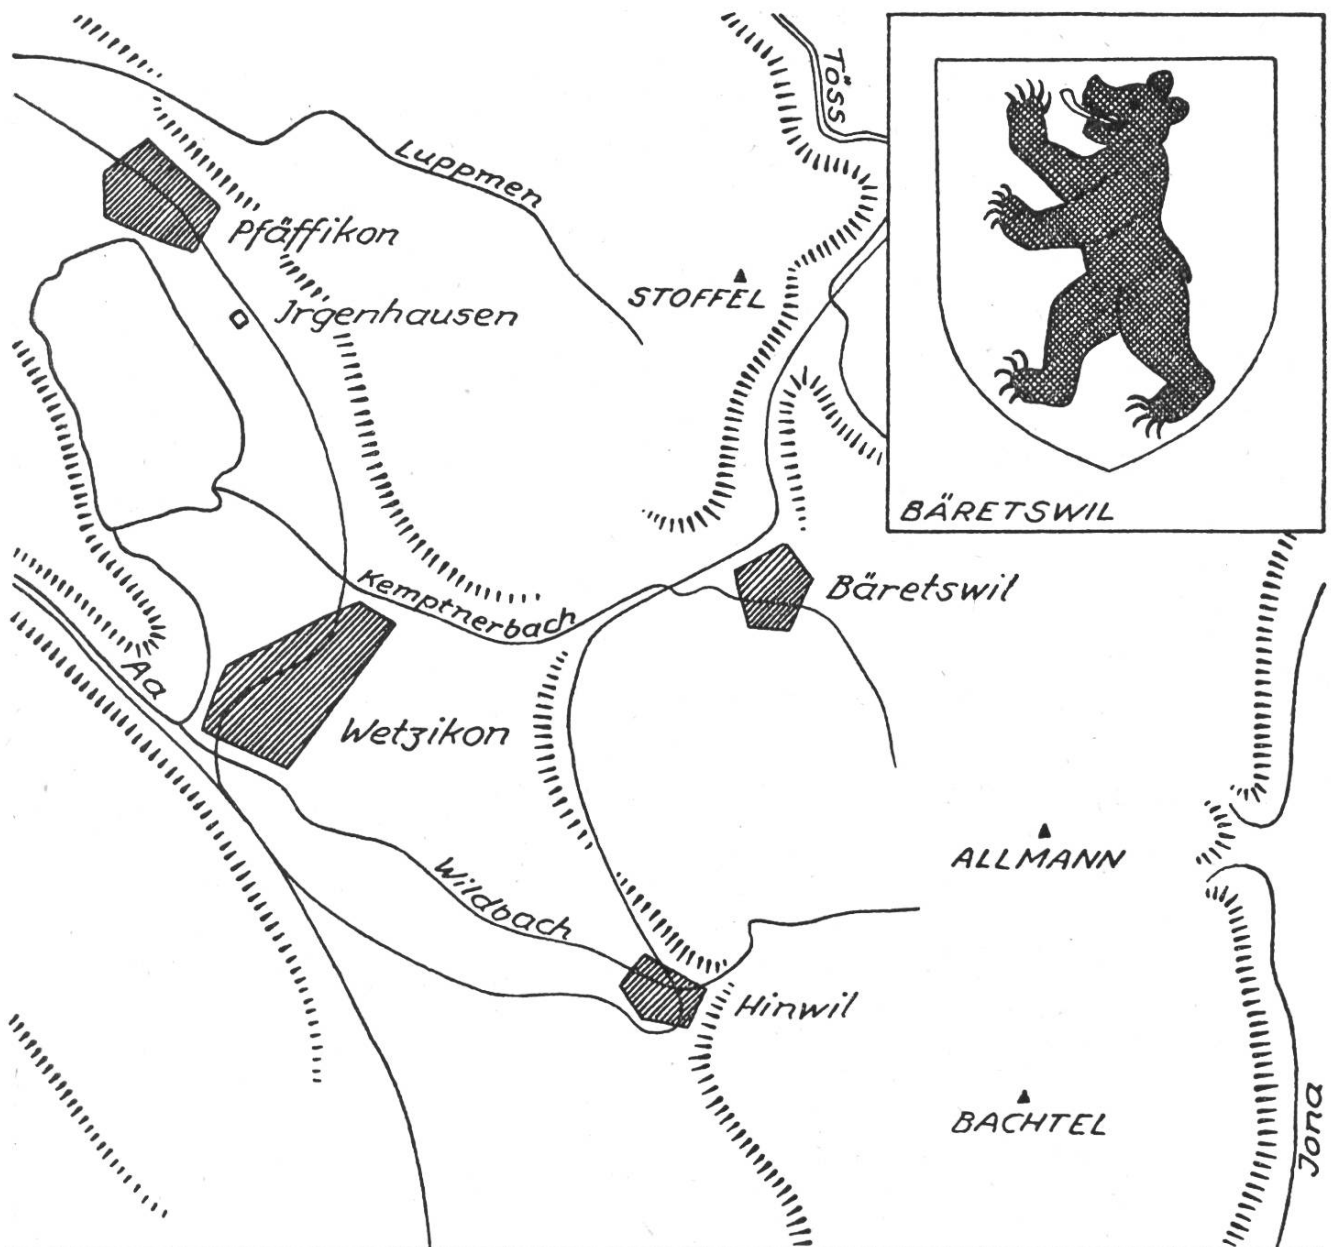 Töss
Luppmen
Pfäffikon
STOFFEL
Jrgenhausen
BÄRETSWIL
Kemptnerbach
Bäretswil
Aa
Wetzikon
ALLMANN
Wildbach
Hinwil
BACHTEL
Jona